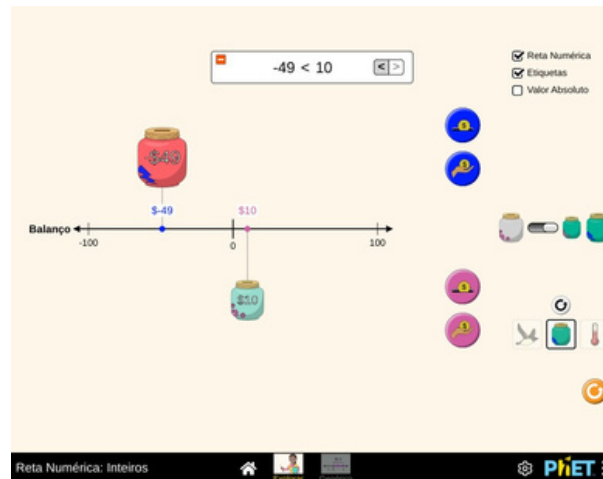 -49 < 10
< >
Reta Numérica
Etiquetas
Valor Absoluto
-$49
$-49
$10
Balanço
-100
0
100
$10
Reta Numérica: Inteiros
PhET